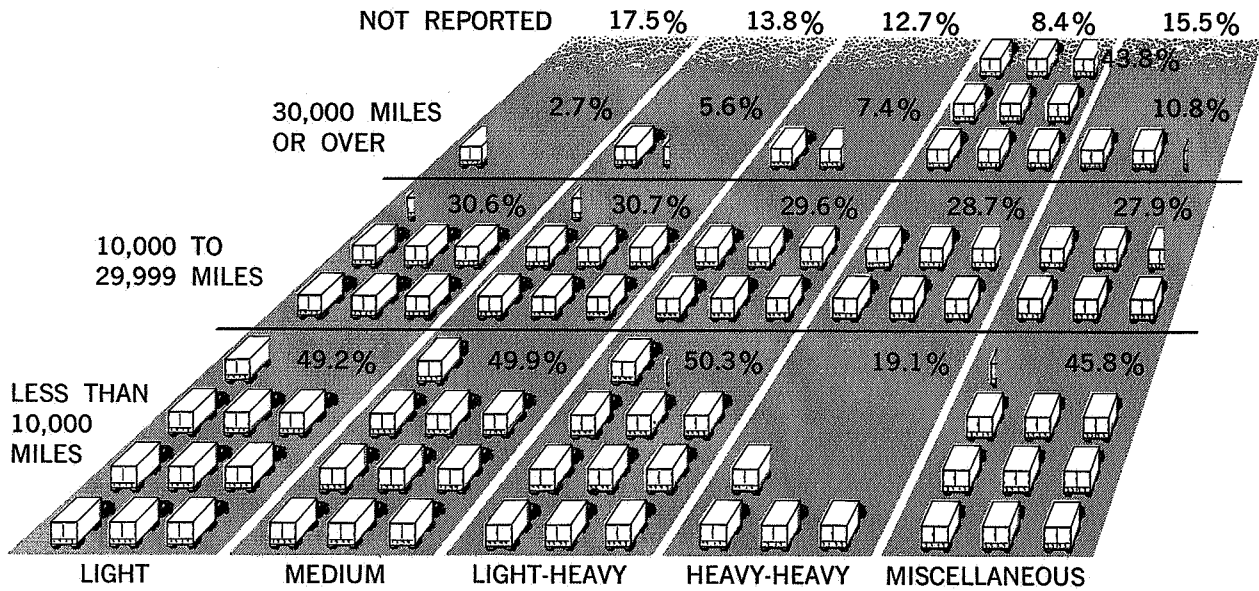 NOT REPORTED 17.5% 13.8% 12.7% 8.4% 15.5%
43.8%
30,000 MILES
OR OVER
2.7% 5.6% 7.4% 10.8%
10,000 TO
29,999 MILES
30.6% 30.7% 29.6% 28.7% 27.9%
LESS THAN
10,000
MILES
49.2% 49.9% 50.3% 19.1% 45.8%
LIGHT MEDIUM LIGHT-HEAVY HEAVY-HEAVY MISCELLANEOUS